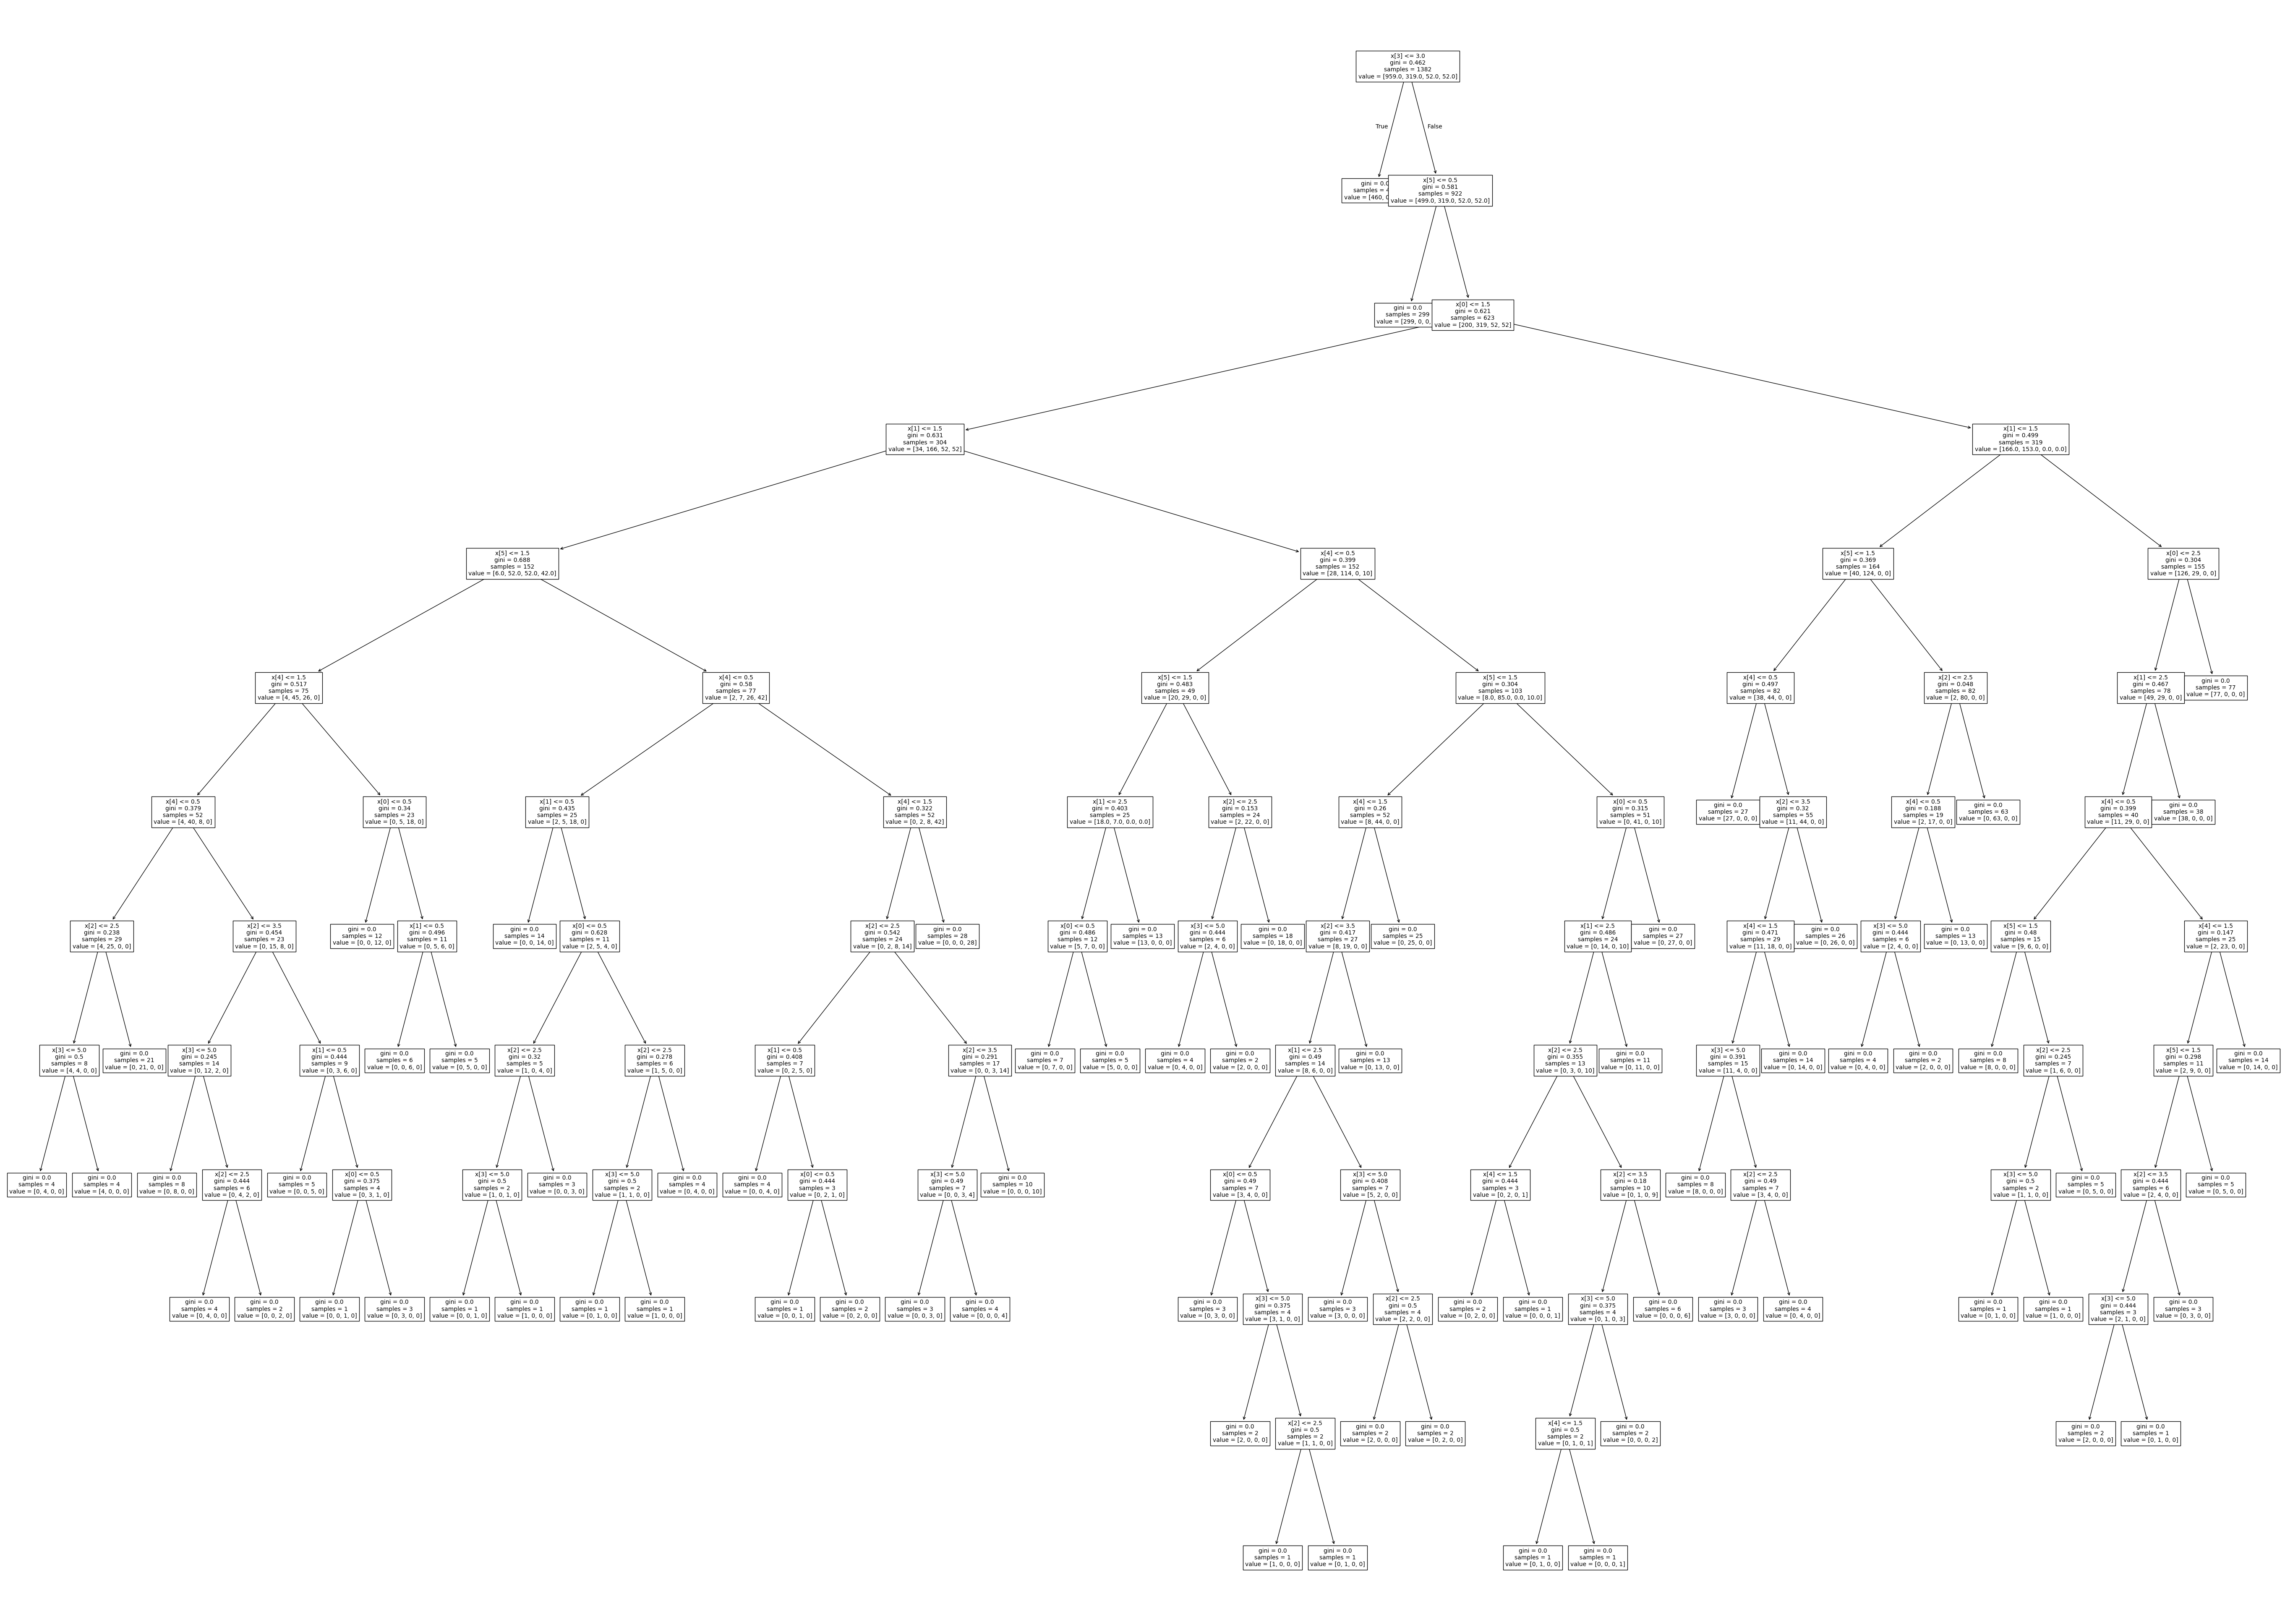 x[3] <= 3.0
gini = 0.462
samples = 1382
value = [959.0, 319.0, 52.0, 52.0]
True
False
gini = 0.0
samples =
value = [460,
x[5] <= 0.5
gini = 0.581
samples = 922
value = [499.0, 319.0, 52.0, 52.0]
gini = 0.0
samples = 299
value = [299, 0, 0,
x[0] <= 1.5
gini = 0.621
samples = 623
value = [200, 319, 52, 52]
x[1] <= 1.5
gini = 0.631
samples = 304
value = [34, 166, 52, 52]
x[1] <= 1.5
gini = 0.499
samples = 319
value = [166.0, 153.0, 0.0, 0.0]
x[5] <= 1.5
gini = 0.688
samples = 152
value = [6.0, 52.0, 52.0, 42.0]
x[4] <= 0.5
gini = 0.399
samples = 152
value = [28, 114, 0, 10]
x[5] <= 1.5
gini = 0.369
samples = 164
value = [40, 124, 0, 0]
x[0] <= 2.5
gini = 0.304
samples = 155
value = [126, 29, 0, 0]
x[4] <= 1.5
gini = 0.517
samples = 75
value = [4, 45, 26, 0]
x[4] <= 0.5
gini = 0.58
samples = 77
value = [2, 7, 26, 42]
x[5] <= 1.5
gini = 0.483
samples = 49
value = [20, 29, 0, 0]
x[5] <= 1.5
gini = 0.304
samples = 103
value = [8.0, 85.0, 0.0, 10.0]
x[4] <= 0.5
gini = 0.497
samples = 82
value = [38, 44, 0, 0]
x[2] <= 2.5
gini = 0.048
samples = 82
value = [2, 80, 0, 0]
x[1] <= 2.5
gini = 0.467
samples = 78
value = [49, 29, 0, 0]
gini = 0.0
samples = 77
value = [77, 0, 0, 0]
x[4] <= 0.5
gini = 0.379
samples = 52
value = [4, 40, 8, 0]
x[0] <= 0.5
gini = 0.34
samples = 23
value = [0, 5, 18, 0]
x[1] <= 0.5
gini = 0.435
samples = 25
value = [2, 5, 18, 0]
x[4] <= 1.5
gini = 0.322
samples = 52
value = [0, 2, 8, 42]
x[1] <= 2.5
gini = 0.403
samples = 25
value = [18.0, 7.0, 0.0, 0.0]
x[2] <= 2.5
gini = 0.153
samples = 24
value = [2, 22, 0, 0]
x[4] <= 1.5
gini = 0.26
samples = 52
value = [8, 44, 0, 0]
x[0] <= 0.5
gini = 0.315
samples = 51
value = [0, 41, 0, 10]
gini = 0.0
samples = 27
value = [27, 0, 0, 0]
x[2] <= 3.5
gini = 0.32
samples = 55
value = [11, 44, 0, 0]
x[4] <= 0.5
gini = 0.188
samples = 19
value = [2, 17, 0, 0]
gini = 0.0
samples = 63
value = [0, 63, 0, 0]
x[4] <= 0.5
gini = 0.399
samples = 40
value = [11, 29, 0, 0]
gini = 0.0
samples = 38
value = [38, 0, 0, 0]
x[2] <= 2.5
gini = 0.238
samples = 29
value = [4, 25, 0, 0]
x[2] <= 3.5
gini = 0.454
samples = 23
value = [0, 15, 8, 0]
gini = 0.0
samples = 12
value = [0, 0, 12, 0]
x[1] <= 0.5
gini = 0.496
samples = 11
value = [0, 5, 6, 0]
gini = 0.0
samples = 14
value = [0, 0, 14, 0]
x[0] <= 0.5
gini = 0.628
samples = 11
value = [2, 5, 4, 0]
x[2] <= 2.5
gini = 0.542
samples = 24
value = [0, 2, 8, 14]
gini = 0.0
samples = 28
value = [0, 0, 0, 28]
x[0] <= 0.5
gini = 0.486
samples = 12
value = [5, 7, 0, 0]
gini = 0.0
samples = 13
value = [13, 0, 0, 0]
x[3] <= 5.0
gini = 0.444
samples = 6
value = [2, 4, 0, 0]
gini = 0.0
samples = 18
value = [0, 18, 0, 0]
x[2] <= 3.5
gini = 0.417
samples = 27
value = [8, 19, 0, 0]
gini = 0.0
samples = 25
value = [0, 25, 0, 0]
x[1] <= 2.5
gini = 0.486
samples = 24
value = [0, 14, 0, 10]
gini = 0.0
samples = 27
value = [0, 27, 0, 0]
x[4] <= 1.5
gini = 0.471
samples = 29
value = [11, 18, 0, 0]
gini = 0.0
samples = 26
value = [0, 26, 0, 0]
x[3] <= 5.0
gini = 0.444
samples = 6
value = [2, 4, 0, 0]
gini = 0.0
samples = 13
value = [0, 13, 0, 0]
x[5] <= 1.5
gini = 0.48
samples = 15
value = [9, 6, 0, 0]
x[4] <= 1.5
gini = 0.147
samples = 25
value = [2, 23, 0, 0]
x[3] <= 5.0
gini = 0.5
samples = 8
value = [4, 4, 0, 0]
gini = 0.0
samples = 21
value = [0, 21, 0, 0]
x[3] <= 5.0
gini = 0.245
samples = 14
value = [0, 12, 2, 0]
x[1] <= 0.5
gini = 0.444
samples = 9
value = [0, 3, 6, 0]
gini = 0.0
samples = 6
value = [0, 0, 6, 0]
gini = 0.0
samples = 5
value = [0, 5, 0, 0]
x[2] <= 2.5
gini = 0.32
samples = 5
value = [1, 0, 4, 0]
x[2] <= 2.5
gini = 0.278
samples = 6
value = [1, 5, 0, 0]
x[1] <= 0.5
gini = 0.408
samples = 7
value = [0, 2, 5, 0]
x[2] <= 3.5
gini = 0.291
samples = 17
value = [0, 0, 3, 14]
gini = 0.0
samples = 7
value = [0, 7, 0, 0]
gini = 0.0
samples = 5
value = [5, 0, 0, 0]
gini = 0.0
samples = 4
value = [0, 4, 0, 0]
gini = 0.0
samples = 2
value = [2, 0, 0, 0]
x[1] <= 2.5
gini = 0.49
samples = 14
value = [8, 6, 0, 0]
gini = 0.0
samples = 13
value = [0, 13, 0, 0]
x[2] <= 2.5
gini = 0.355
samples = 13
value = [0, 3, 0, 10]
gini = 0.0
samples = 11
value = [0, 11, 0, 0]
x[3] <= 5.0
gini = 0.391
samples = 15
value = [11, 4, 0, 0]
gini = 0.0
samples = 14
value = [0, 14, 0, 0]
gini = 0.0
samples = 4
value = [0, 4, 0, 0]
gini = 0.0
samples = 2
value = [2, 0, 0, 0]
gini = 0.0
samples = 8
value = [8, 0, 0, 0]
x[2] <= 2.5
gini = 0.245
samples = 7
value = [1, 6, 0, 0]
x[5] <= 1.5
gini = 0.298
samples = 11
value = [2, 9, 0, 0]
gini = 0.0
samples = 14
value = [0, 14, 0, 0]
gini = 0.0
samples = 4
value = [0, 4, 0, 0]
gini = 0.0
samples = 4
value = [4, 0, 0, 0]
gini = 0.0
samples = 8
value = [0, 8, 0, 0]
x[2] <= 2.5
gini = 0.444
samples = 6
value = [0, 4, 2, 0]
gini = 0.0
samples = 5
value = [0, 0, 5, 0]
x[0] <= 0.5
gini = 0.375
samples = 4
value = [0, 3, 1, 0]
x[3] <= 5.0
gini = 0.5
samples = 2
value = [1, 0, 1, 0]
gini = 0.0
samples = 3
value = [0, 0, 3, 0]
x[3] <= 5.0
gini = 0.5
samples = 2
value = [1, 1, 0, 0]
gini = 0.0
samples = 4
value = [0, 4, 0, 0]
gini = 0.0
samples = 4
value = [0, 0, 4, 0]
x[0] <= 0.5
gini = 0.444
samples = 3
value = [0, 2, 1, 0]
x[3] <= 5.0
gini = 0.49
samples = 7
value = [0, 0, 3, 4]
gini = 0.0
samples = 10
value = [0, 0, 0, 10]
x[0] <= 0.5
gini = 0.49
samples = 7
value = [3, 4, 0, 0]
x[3] <= 5.0
gini = 0.408
samples = 7
value = [5, 2, 0, 0]
x[4] <= 1.5
gini = 0.444
samples = 3
value = [0, 2, 0, 1]
x[2] <= 3.5
gini = 0.18
samples = 10
value = [0, 1, 0, 9]
gini = 0.0
samples = 8
value = [8, 0, 0, 0]
x[2] <= 2.5
gini = 0.49
samples = 7
value = [3, 4, 0, 0]
x[3] <= 5.0
gini = 0.5
samples = 2
value = [1, 1, 0, 0]
gini = 0.0
samples = 5
value = [0, 5, 0, 0]
x[2] <= 3.5
gini = 0.444
samples = 6
value = [2, 4, 0, 0]
gini = 0.0
samples = 5
value = [0, 5, 0, 0]
gini = 0.0
samples = 4
value = [0, 4, 0, 0]
gini = 0.0
samples = 2
value = [0, 0, 2, 0]
gini = 0.0
samples = 1
value = [0, 0, 1, 0]
gini = 0.0
samples = 3
value = [0, 3, 0, 0]
gini = 0.0
samples = 1
value = [0, 0, 1, 0]
gini = 0.0
samples = 1
value = [1, 0, 0, 0]
gini = 0.0
samples = 1
value = [0, 1, 0, 0]
gini = 0.0
samples = 1
value = [1, 0, 0, 0]
gini = 0.0
samples = 1
value = [0, 0, 1, 0]
gini = 0.0
samples = 2
value = [0, 2, 0, 0]
gini = 0.0
samples = 3
value = [0, 0, 3, 0]
gini = 0.0
samples = 4
value = [0, 0, 0, 4]
gini = 0.0
samples = 3
value = [0, 3, 0, 0]
x[3] <= 5.0
gini = 0.375
samples = 4
value = [3, 1, 0, 0]
gini = 0.0
samples = 3
value = [3, 0, 0, 0]
x[2] <= 2.5
gini = 0.5
samples = 4
value = [2, 2, 0, 0]
gini = 0.0
samples = 2
value = [0, 2, 0, 0]
gini = 0.0
samples = 1
value = [0, 0, 0, 1]
x[3] <= 5.0
gini = 0.375
samples = 4
value = [0, 1, 0, 3]
gini = 0.0
samples = 6
value = [0, 0, 0, 6]
gini = 0.0
samples = 3
value = [3, 0, 0, 0]
gini = 0.0
samples = 4
value = [0, 4, 0, 0]
gini = 0.0
samples = 1
value = [0, 1, 0, 0]
gini = 0.0
samples = 1
value = [1, 0, 0, 0]
x[3] <= 5.0
gini = 0.444
samples = 3
value = [2, 1, 0, 0]
gini = 0.0
samples = 3
value = [0, 3, 0, 0]
gini = 0.0
samples = 2
value = [2, 0, 0, 0]
x[2] <= 2.5
gini = 0.5
samples = 2
value = [1, 1, 0, 0]
gini = 0.0
samples = 2
value = [2, 0, 0, 0]
gini = 0.0
samples = 2
value = [0, 2, 0, 0]
x[4] <= 1.5
gini = 0.5
samples = 2
value = [0, 1, 0, 1]
gini = 0.0
samples = 2
value = [0, 0, 0, 2]
gini = 0.0
samples = 2
value = [2, 0, 0, 0]
gini = 0.0
samples = 1
value = [0, 1, 0, 0]
gini = 0.0
samples = 1
value = [1, 0, 0, 0]
gini = 0.0
samples = 1
value = [0, 1, 0, 0]
gini = 0.0
samples = 1
value = [0, 1, 0, 0]
gini = 0.0
samples = 1
value = [0, 0, 0, 1]